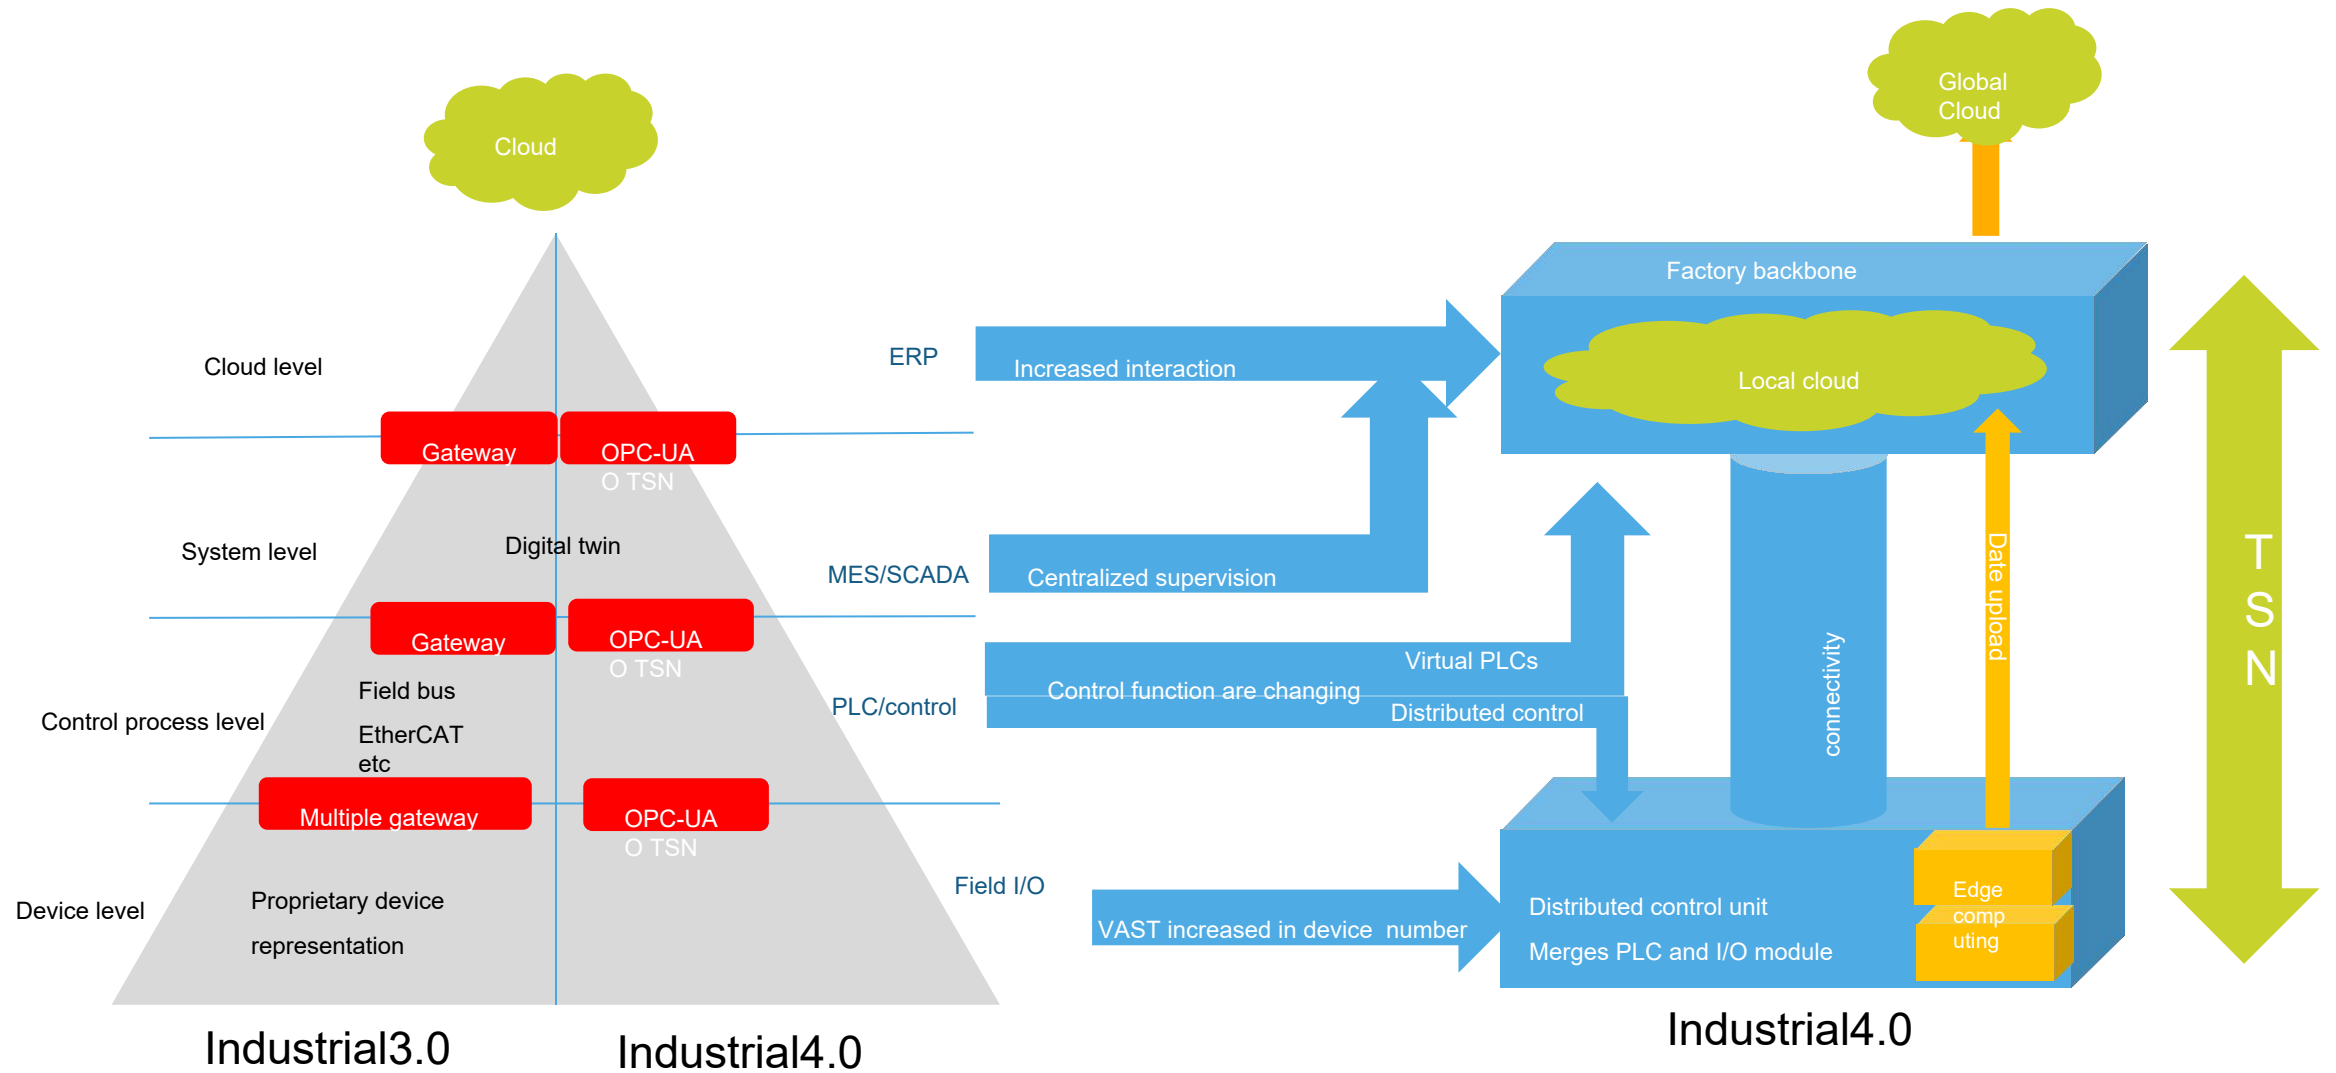 Cloud
Global
Cloud
Factory backbone
Cloud level
ERP
Increased interaction
Local cloud
Gateway
OPC-UA
O TSN
System level
Digital twin
MES/SCADA
Centralized supervision
Date upload
T
S
N
Gateway
OPC-UA
O TSN
Field bus
EtherCAT
etc
Control process level
PLC/control
Virtual PLCs
Control function are changing
Distributed control
connectivity
Multiple gateway
OPC-UA
O TSN
Device level
Proprietary device
representation
Field I/O
VAST increased in device  number
Distributed control unit
Merges PLC and I/O module
Edge
comp
uting
Industrial3.0
Industrial4.0
Industrial4.0